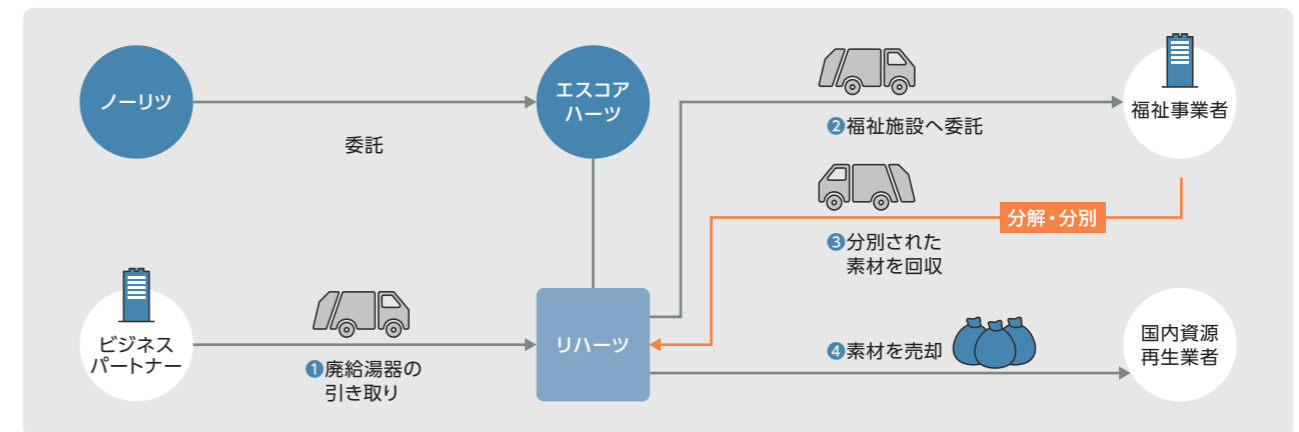 ノーリツ
委託
エスコア
ハーツ
❷福祉施設へ委託
福祉事業者
分解・分別
❸分別された
素材を回収
ビジネス
パートナー
❶廃給湯器の
引き取り
リハーツ
❹素材を売却
国内資源
再生業者